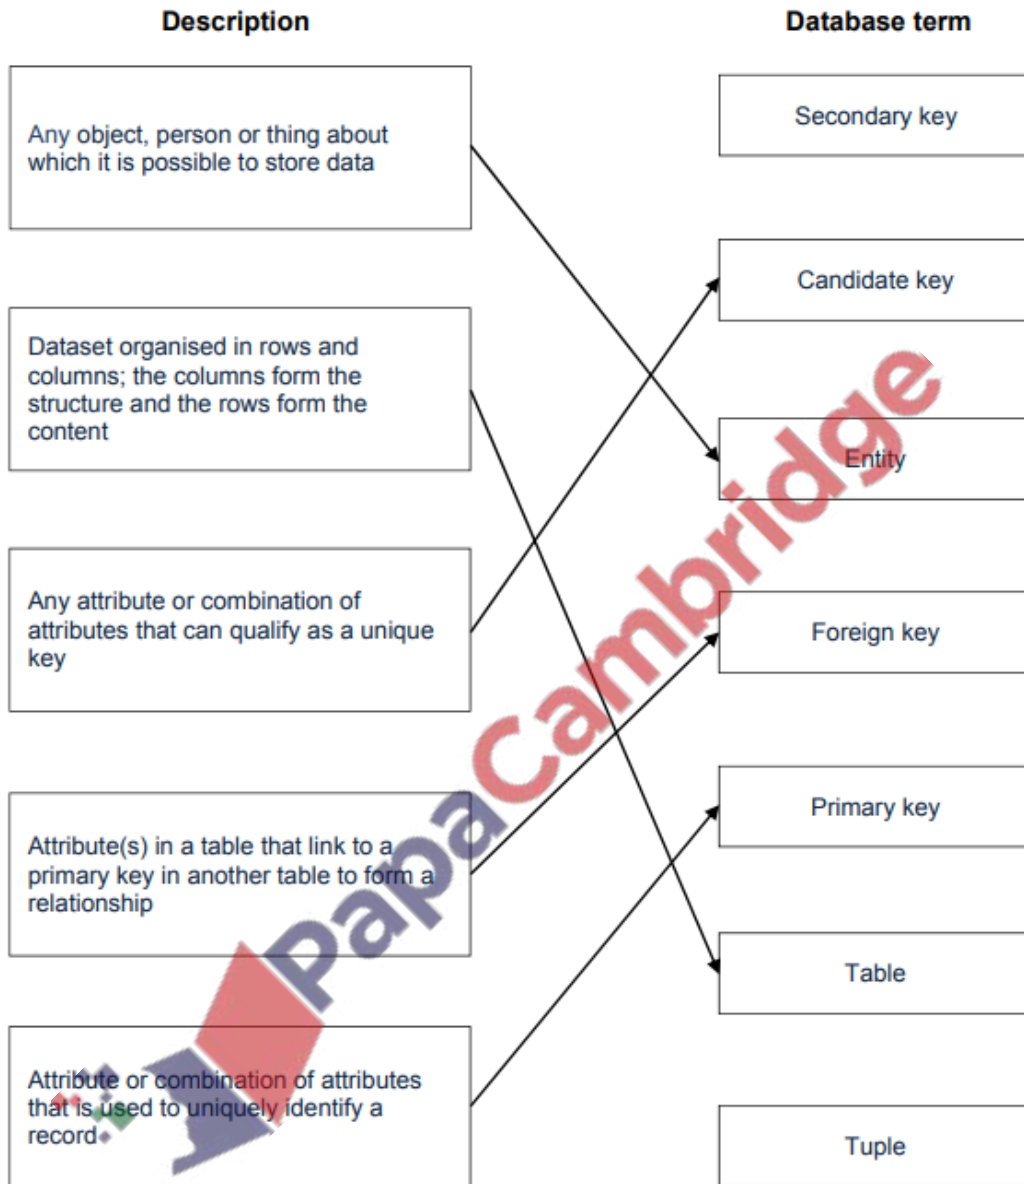 Description
Database term
Any object, person or thing about
which it is possible to store data
Secondary key
Candidate key
Dataset organised in rows and
columns; the columns form the
structure and the rows form the
content
Entity
Any attribute or combination of
attributes that can qualify as a unique
key
Foreign key
Primary key
Attribute(s) in a table that link to a
primary key in another table to form a
relationship
Table
Attribute or combination of attributes
that is used to uniquely identify a
record
Tuple
PapaCambridge